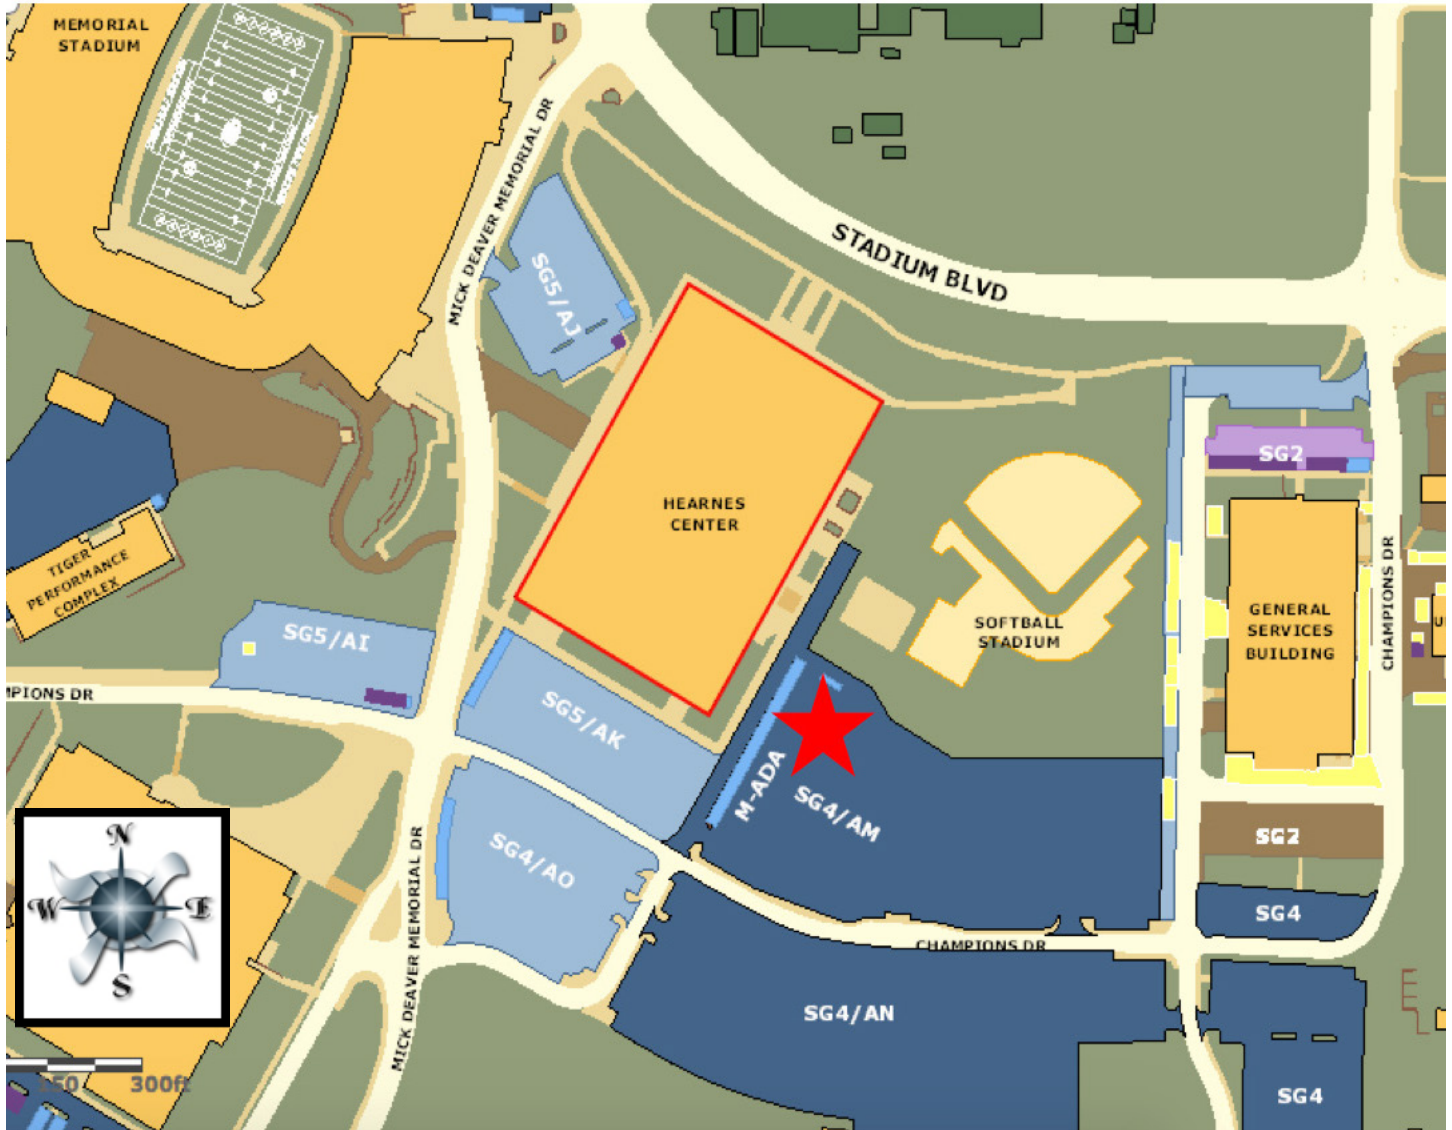 MEMORIAL
STADIUM
MICK DEAVER MEMORIAL DR
STADIUM BLVD
SG5/AJ
HEARNES
CENTER
SG2
TIGER
PERFORMANCE
COMPLEX
SG5/AI
SOFTBALL
STADIUM
GENERAL
SERVICES
BUILDING
CHAMPIONS DR
MPIONS DR
SG5/AK
M-ADA
SG4/AM
SG2
SG4/AO
SG4
CHAMPIONS DR
MICK DEAVER MEMORIAL DR
N
W
E
S
SG4/AN
300ft
SG4